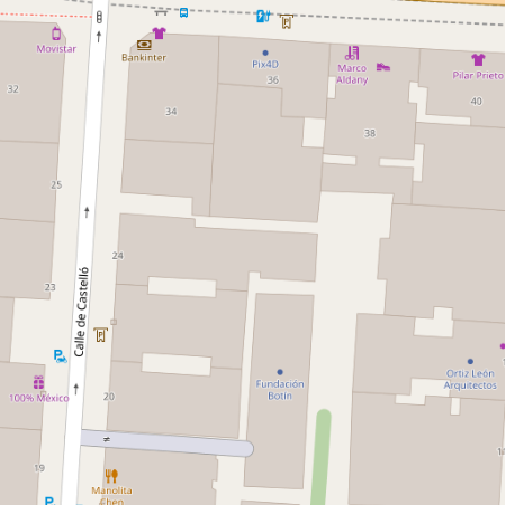 Movistar
Bankinter
Pix4D
36
Marco
Aldany
Pilar Prieto
32
34
40
38
25
24
23
Calle de Castelló
P
P
P
Ortiz León
Arquitectos
100% México
Fundación
Botín
20
19
Manolita
P